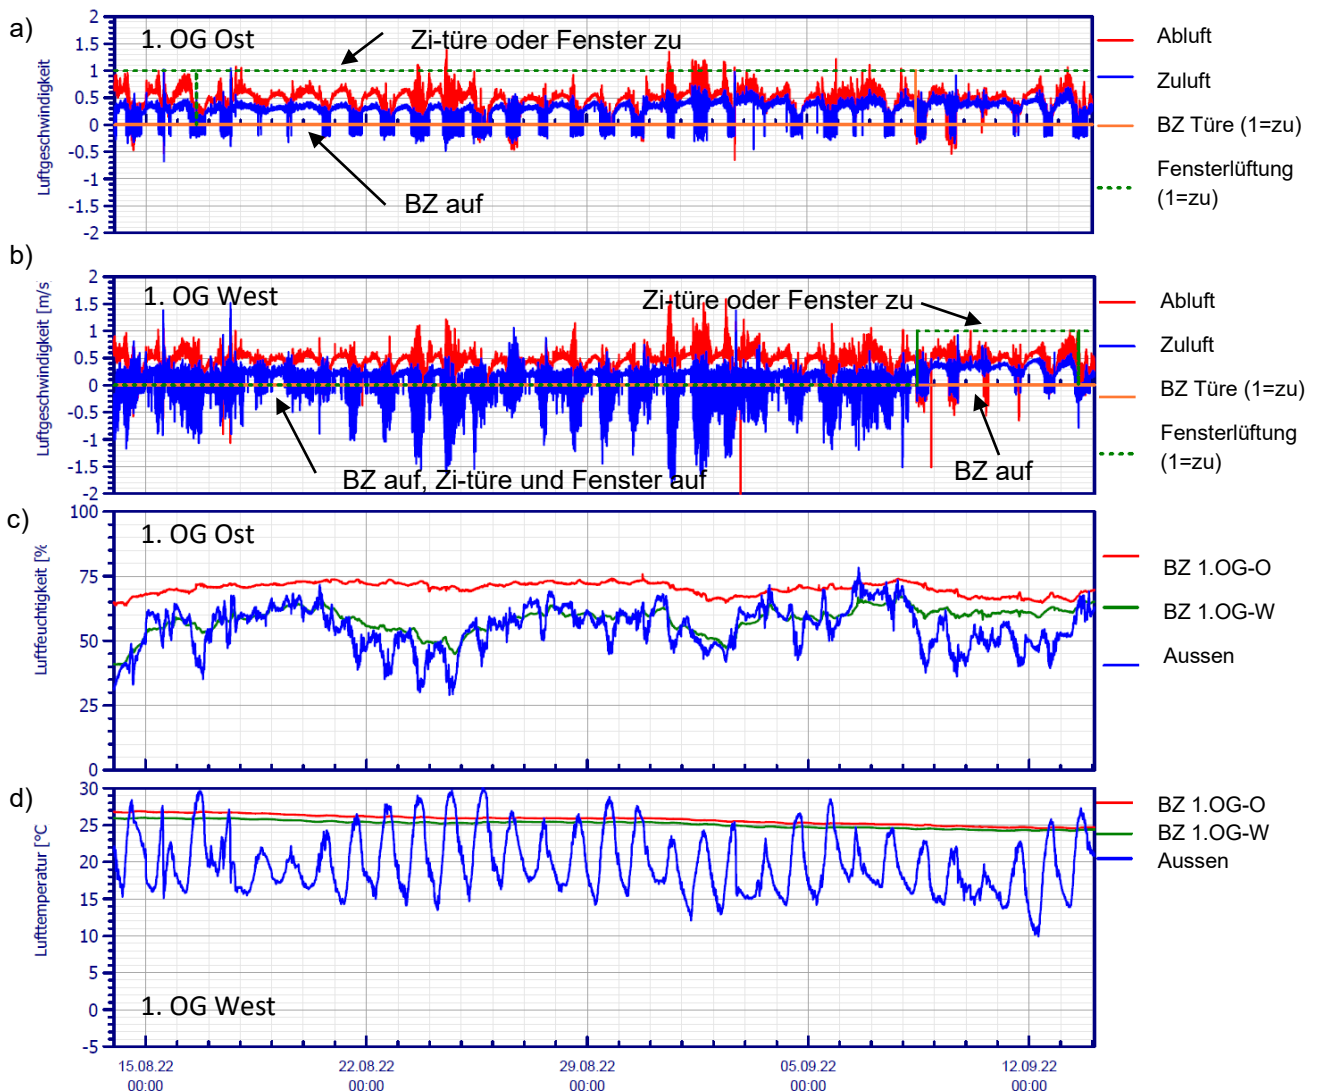 a)
2
1.5
1
0.5
0
-0.5
-1
-1.5
-2
Luftgeschwindigkeit
1. OG Ost
Zi-türe oder Fenster zu
BZ auf
Abluft
Zuluft
BZ Türe (1=zu)
Fensterlüftung
(1=zu)
b)
2
1.5
1
0.5
0
-0.5
-1
-1.5
-2
Luftgeschwindigkeit [m/s
1. OG West
Zi-türe oder Fenster zu
BZ auf, Zi-türe und Fenster auf
BZ auf
Abluft
Zuluft
BZ Türe (1=zu)
Fensterlüftung
(1=zu)
c)
100
75
50
25
0
Luftfeuchtigkeit [%
1. OG Ost
BZ 1.OG-O
BZ 1.OG-W
Aussen
d)
30
25
20
15
10
5
0
-5
Lufttemperatur [°C
1. OG West
BZ 1.OG-O
BZ 1.OG-W
Aussen
15.08.22 22.08.22 29.08.22 05.09.22 12.09.22
00:00 00:00 00:00 00:00 00:00